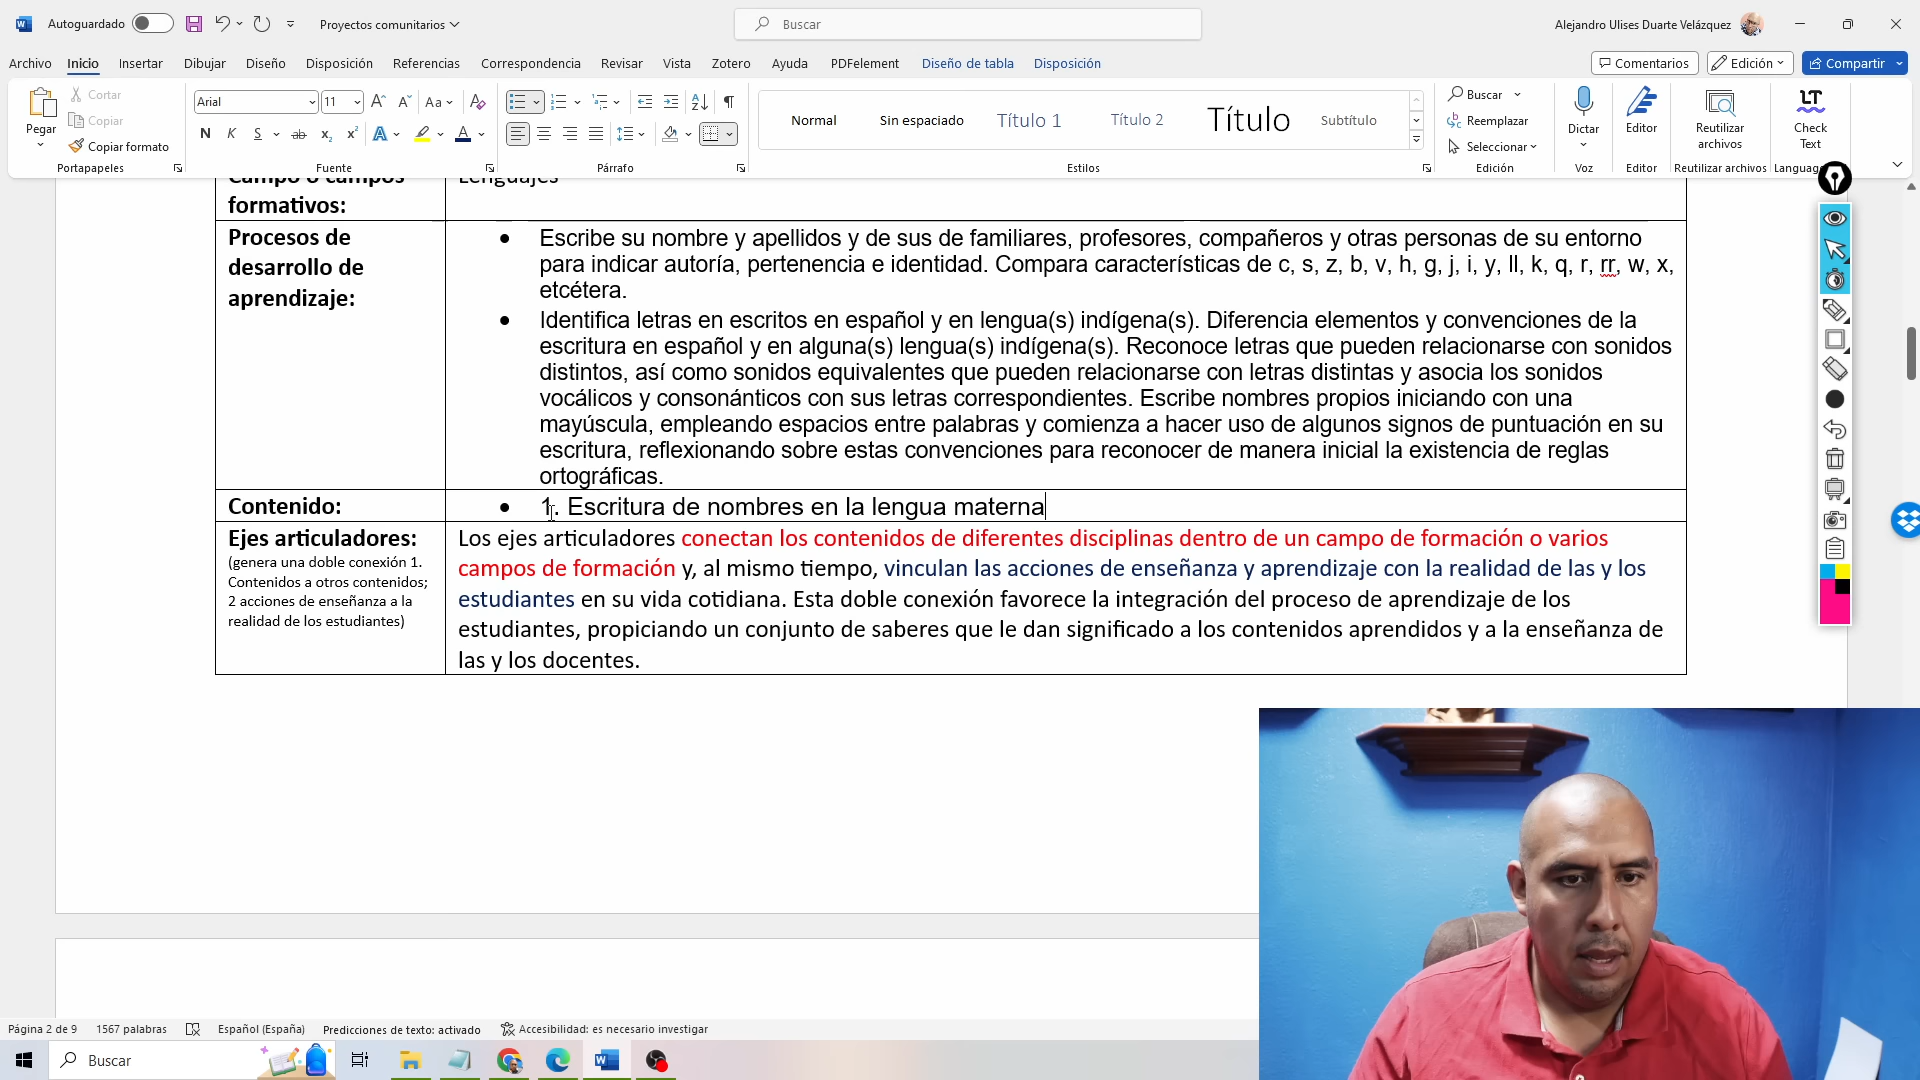 Autoguardado
Proyectos comunitarios
Buscar
Alejandro Ulises Duarte Velázquez
Archivo Inicio Insertar Dibujar Diseño Disposición Referencias Correspondencia Revisar Vista Zotero Ayuda PDFelement Diseño de tabla Disposición
Comentarios Edición Compartir
Pegar
Cortar
Copiar
Copiar formato
Portapapeles
Arial 11
Aa
N K S ab x₂ x²
Fuente
Párrafo
Normal Sin espaciado Título 1 Título 2 Título Subtítulo
Estilos
Buscar
Reemplazar
Seleccionar
Edición
Dictar
Voz
Editor
Editor
Reutilizar
archivos
Reutilizar archivos
Check
Text
Campo o campos
formativos:
Lenguajes
Procesos de
desarrollo de
aprendizaje:
• Escribe su nombre y apellidos y de sus de familiares, profesores, compañeros y otras personas de su entorno
para indicar autoría, pertenencia e identidad. Compara características de c, s, z, b, v, h, g, j, i, y, ll, k, q, r, rr, w, x,
etcétera.
• Identifica letras en escritos en español y en lengua(s) indígena(s). Diferencia elementos y convenciones de la
escritura en español y en alguna(s) lengua(s) indígena(s). Reconoce letras que pueden relacionarse con sonidos
distintos, así como sonidos equivalentes que pueden relacionarse con letras distintas y asocia los sonidos
vocálicos y consonánticos con sus letras correspondientes. Escribe nombres propios iniciando con una
mayúscula, empleando espacios entre palabras y comienza a hacer uso de algunos signos de puntuación en su
escritura, reflexionando sobre estas convenciones para reconocer de manera inicial la existencia de reglas
ortográficas.
Contenido:
• 1. Escritura de nombres en la lengua materna
Ejes articuladores:
(genera una doble conexión 1.
Contenidos a otros contenidos;
2 acciones de enseñanza a la
realidad de los estudiantes)
Los ejes articuladores conectan los contenidos de diferentes disciplinas dentro de un campo de formación o varios
campos de formación y, al mismo tiempo, vinculan las acciones de enseñanza y aprendizaje con la realidad de las y los
estudiantes en su vida cotidiana. Esta doble conexión favorece la integración del proceso de aprendizaje de los
estudiantes, propiciando un conjunto de saberes que le dan significado a los contenidos aprendidos y a la enseñanza de
las y los docentes.
Página 2 de 9 1567 palabras Español (España) Predicciones de texto: activado Accesibilidad: es necesario investigar
Buscar